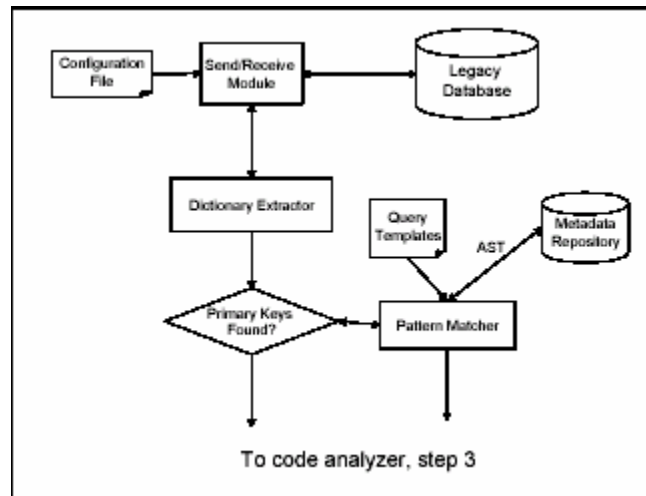 Configuration
File
Send/Receive
Module
Legacy
Database
Dictionary Extractor
Query
Templates
AST
Metadata
Repository
Primary Keys
Found?
Pattern Matcher
To code analyzer, step 3